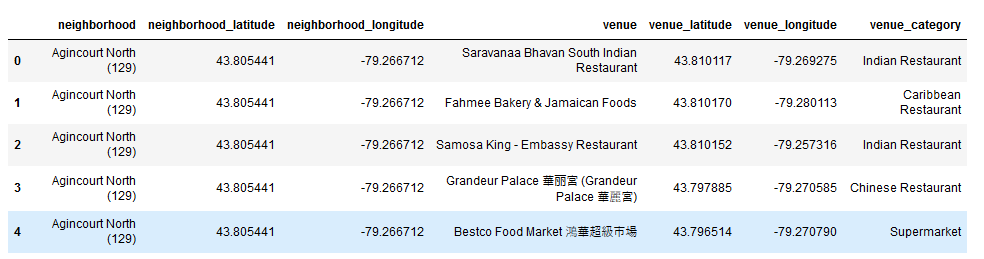 neighborhood neighborhood_latitude neighborhood_longitude venue venue_latitude venue_longitude venue_category
0 Agincourt North (129) 43.805441 -79.266712 Saravanaa Bhavan South Indian Restaurant 43.810117 -79.269275 Indian Restaurant
1 Agincourt North (129) 43.805441 -79.266712 Fahmee Bakery & Jamaican Foods 43.810170 -79.280113 Caribbean Restaurant
2 Agincourt North (129) 43.805441 -79.266712 Samosa King - Embassy Restaurant 43.810152 -79.257316 Indian Restaurant
3 Agincourt North (129) 43.805441 -79.266712 Grandeur Palace 華丽宮 (Grandeur Palace 華麗宮) 43.797885 -79.270585 Chinese Restaurant
4 Agincourt North (129) 43.805441 -79.266712 Bestco Food Market 鴻華超級市場 43.796514 -79.270790 Supermarket